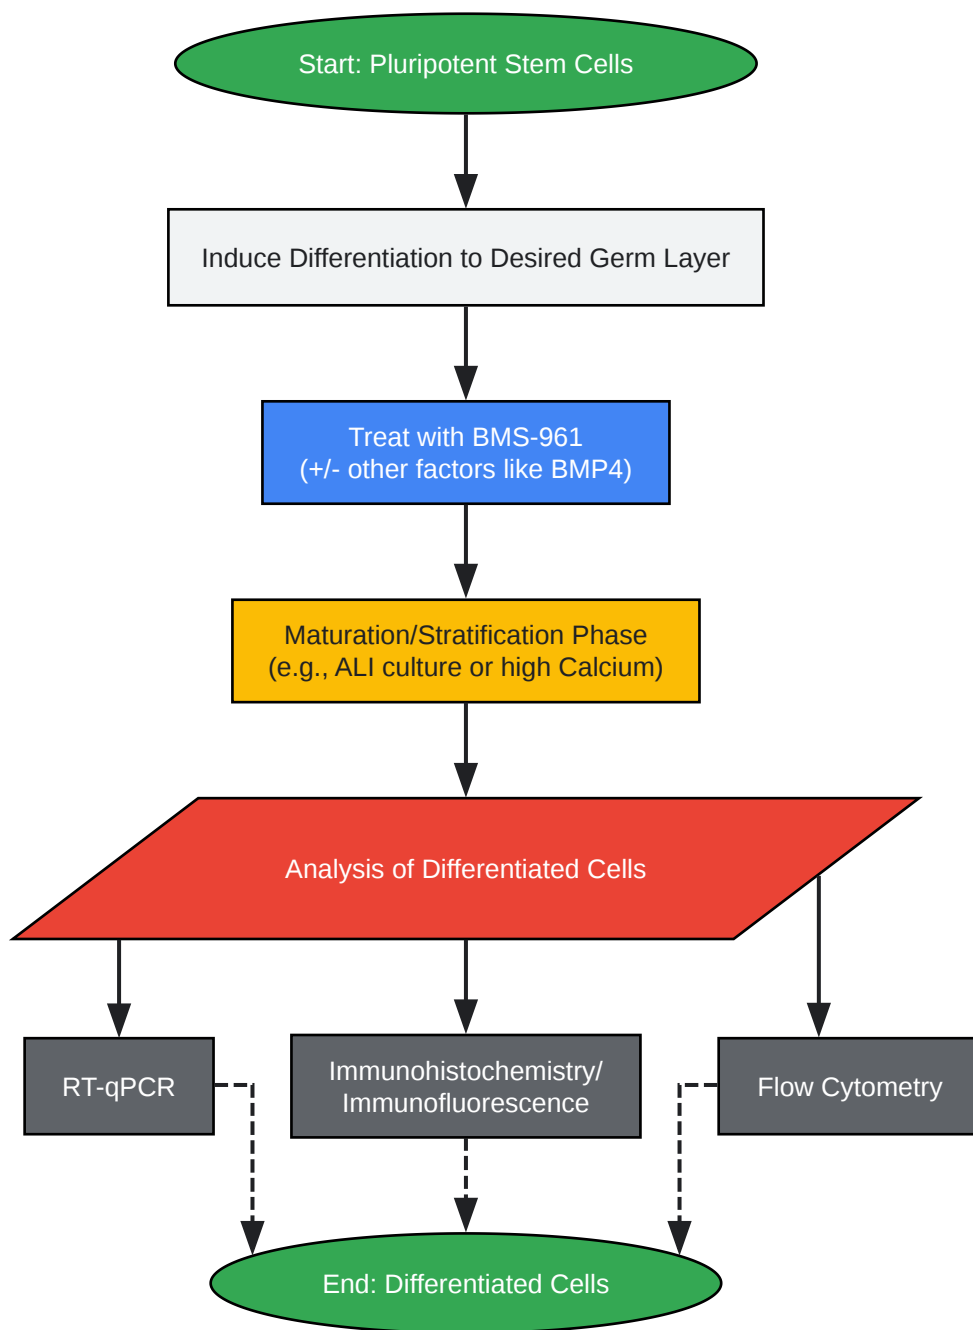 Start: Pluripotent Stem Cells
Induce Differentiation to Desired Germ Layer
Treat with BMS-961
(+/- other factors like BMP4)
Maturation/Stratification Phase
(e.g., ALI culture or high Calcium)
Analysis of Differentiated Cells
RT-qPCR
Immunohistochemistry/
Immunofluorescence
Flow Cytometry
End: Differentiated Cells